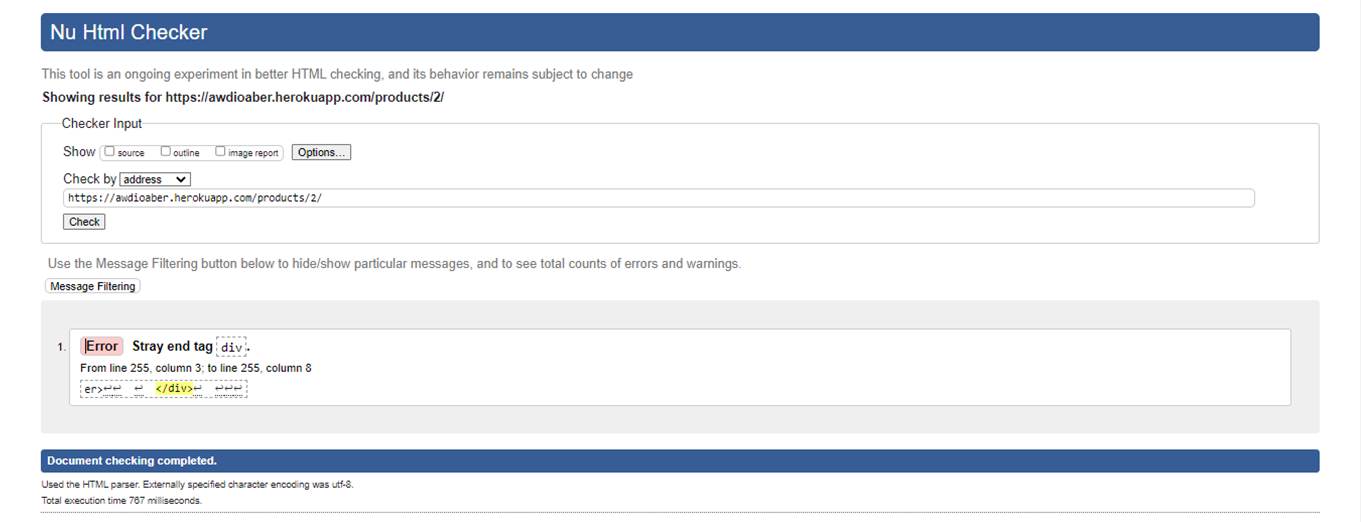 Nu Html Checker
This tool is an ongoing experiment in better HTML checking, and its behavior remains subject to change
Showing results for https://awdioaber.herokuapp.com/products/2/
Checker Input
Show source outline image report Options...
Check by address
https://awdioaber.herokuapp.com/products/2/
Check
Use the Message Filtering button below to hide/show particular messages, and to see total counts of errors and warnings.
Message Filtering
1. Error Stray end tag div.
From line 255, column 3; to line 255, column 8
er>↩↩ ↩ </div>↩ ↩↩↩
Document checking completed.
Used the HTML parser. Externally specified character encoding was utf-8.
Total execution time 767 milliseconds.